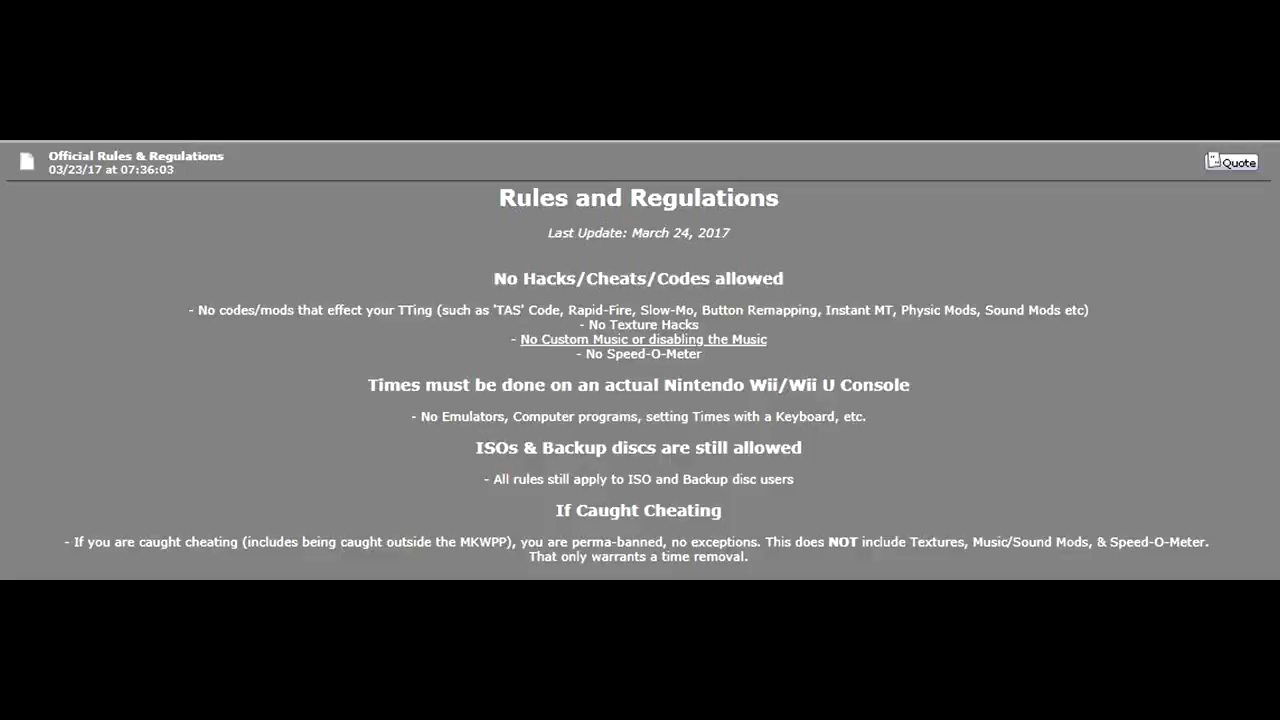 Official Rules & Regulations
03/23/17 at 07:36:03
Quote
Rules and Regulations
Last Update: March 24, 2017
No Hacks/Cheats/Codes allowed
- No codes/mods that effect your TTing (such as 'TAS' Code, Rapid-Fire, Slow-Mo, Button Remapping, Instant MT, Physic Mods, Sound Mods etc)
- No Texture Hacks
- No Custom Music or disabling the Music
- No Speed-O-Meter
Times must be done on an actual Nintendo Wii/Wii U Console
- No Emulators, Computer programs, setting Times with a Keyboard, etc.
ISOs & Backup discs are still allowed
- All rules still apply to ISO and Backup disc users
If Caught Cheating
- If you are caught cheating (includes being caught outside the MKWPP), you are perma-banned, no exceptions. This does NOT include Textures, Music/Sound Mods, & Speed-O-Meter.
That only warrants a time removal.